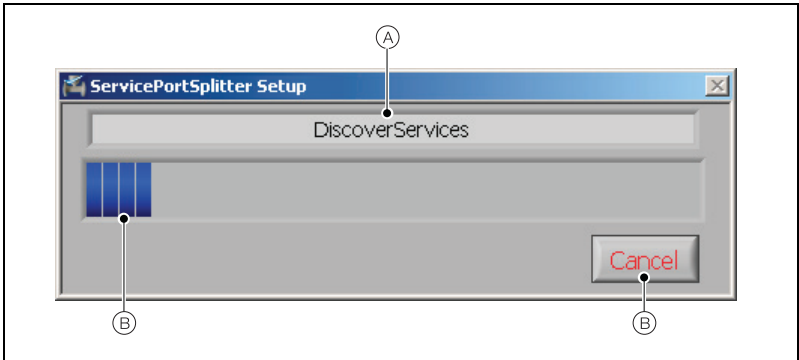 A
ServicePortSplitter Setup
DiscoverServices
Cancel
B
B